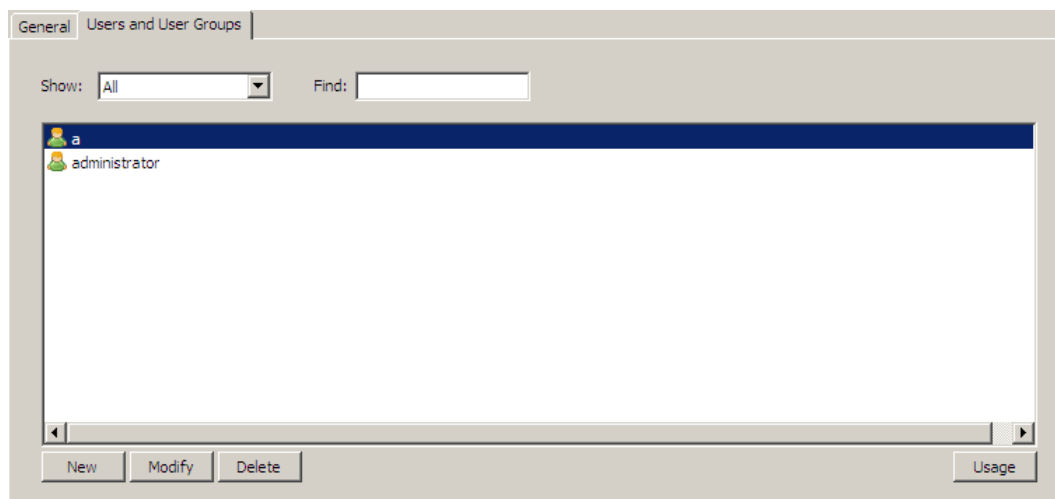 General Users and User Groups
Show: All Find:
a
administrator
New Modify Delete Usage